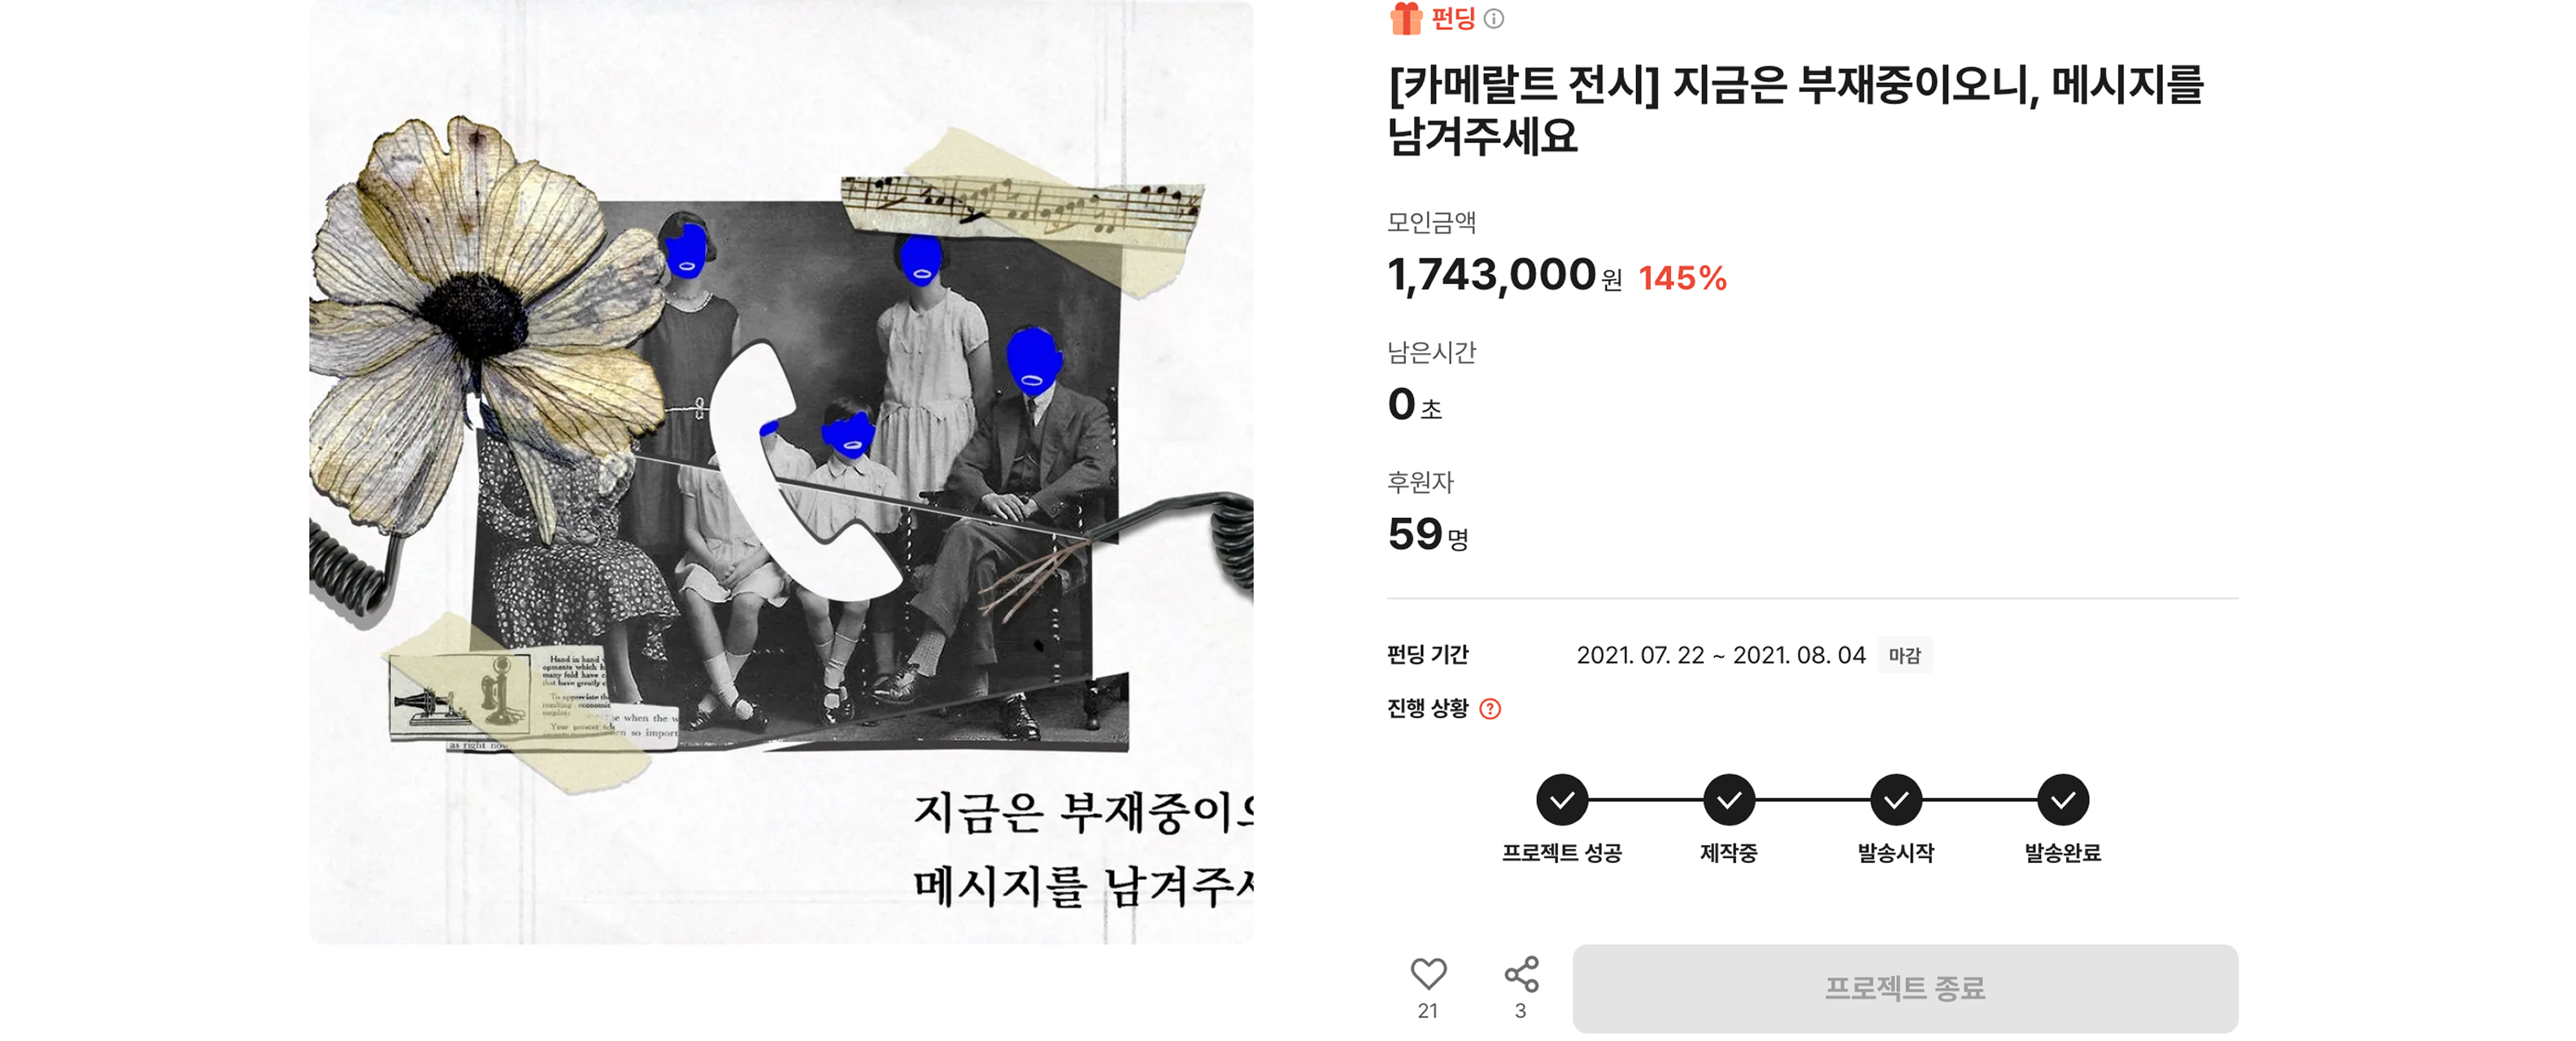 펀딩
[카메랄트 전시] 지금은 부재중이오니, 메시지를
남겨주세요
모인금액
1,743,000원 145%
남은시간
0초
후원자
59명
펀딩 기간 2021. 07. 22 ~ 2021. 08. 04 마감
진행 상황
프로젝트 성공 제작중 발송시작 발송완료
21 3 프로젝트 종료
Hand in hand
opments which h
many fold have
that have greatly
To appreciate th
resulting economic
Your present
when the w
so import
as right now
지금은 부재중이
메시지를 남겨주